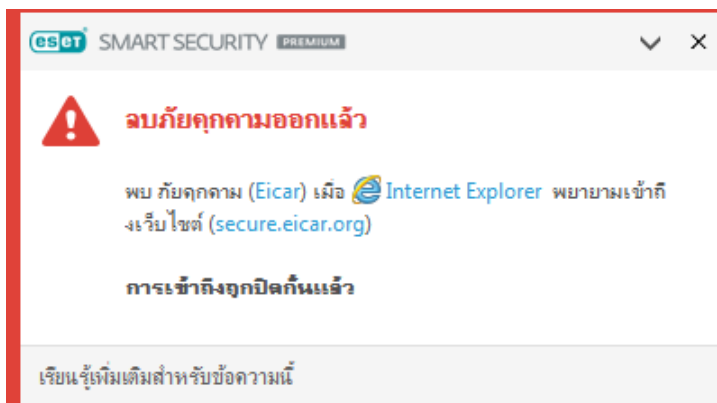 eset SMART SECURITY PREMIUM
ลบภัยคุกคามออกแล้ว
พบ ภัยคุกคาม (Eicar) เมื่อ Internet Explorer พยายามเข้าถึ
งเว็บไซต์ (secure.eicar.org)
การเข้าถึงถูกปิดกั้นแล้ว
เรียนรู้เพิ่มเติมสำหรับข้อความนี้